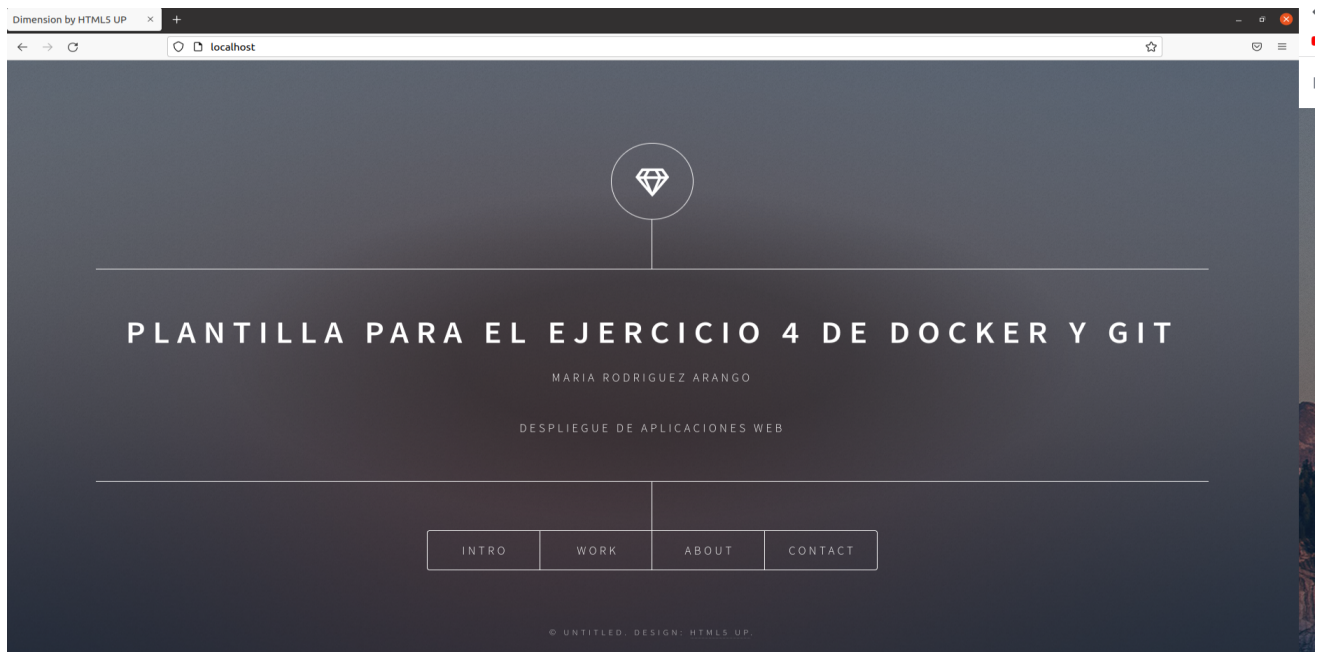 Dimension by HTML5 UP
localhost
PLANTILLA PARA EL EJERCICIO 4 DE DOCKER Y GIT
MARIA RODRIGUEZ ARANGO
DESPLIEGUE DE APLICACIONES WEB
INTRO WORK ABOUT CONTACT
© UNTITLED. DESIGN: HTML5 UP.